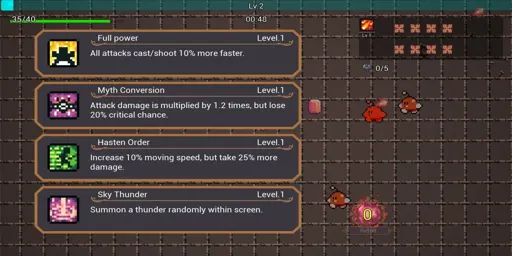 Lv 2
35/40
00:48
Full power Level.1
All attacks cast/shoot 10% more faster.
Myth Conversion Level.1
Attack damage is multiplied by 1.2 times, but lose
20% critical chance.
Hasten Order Level.1
Increase 10% moving speed, but take 25% more
damage.
Sky Thunder Level.1
Summon a thunder randomly within screen.
0/5
0